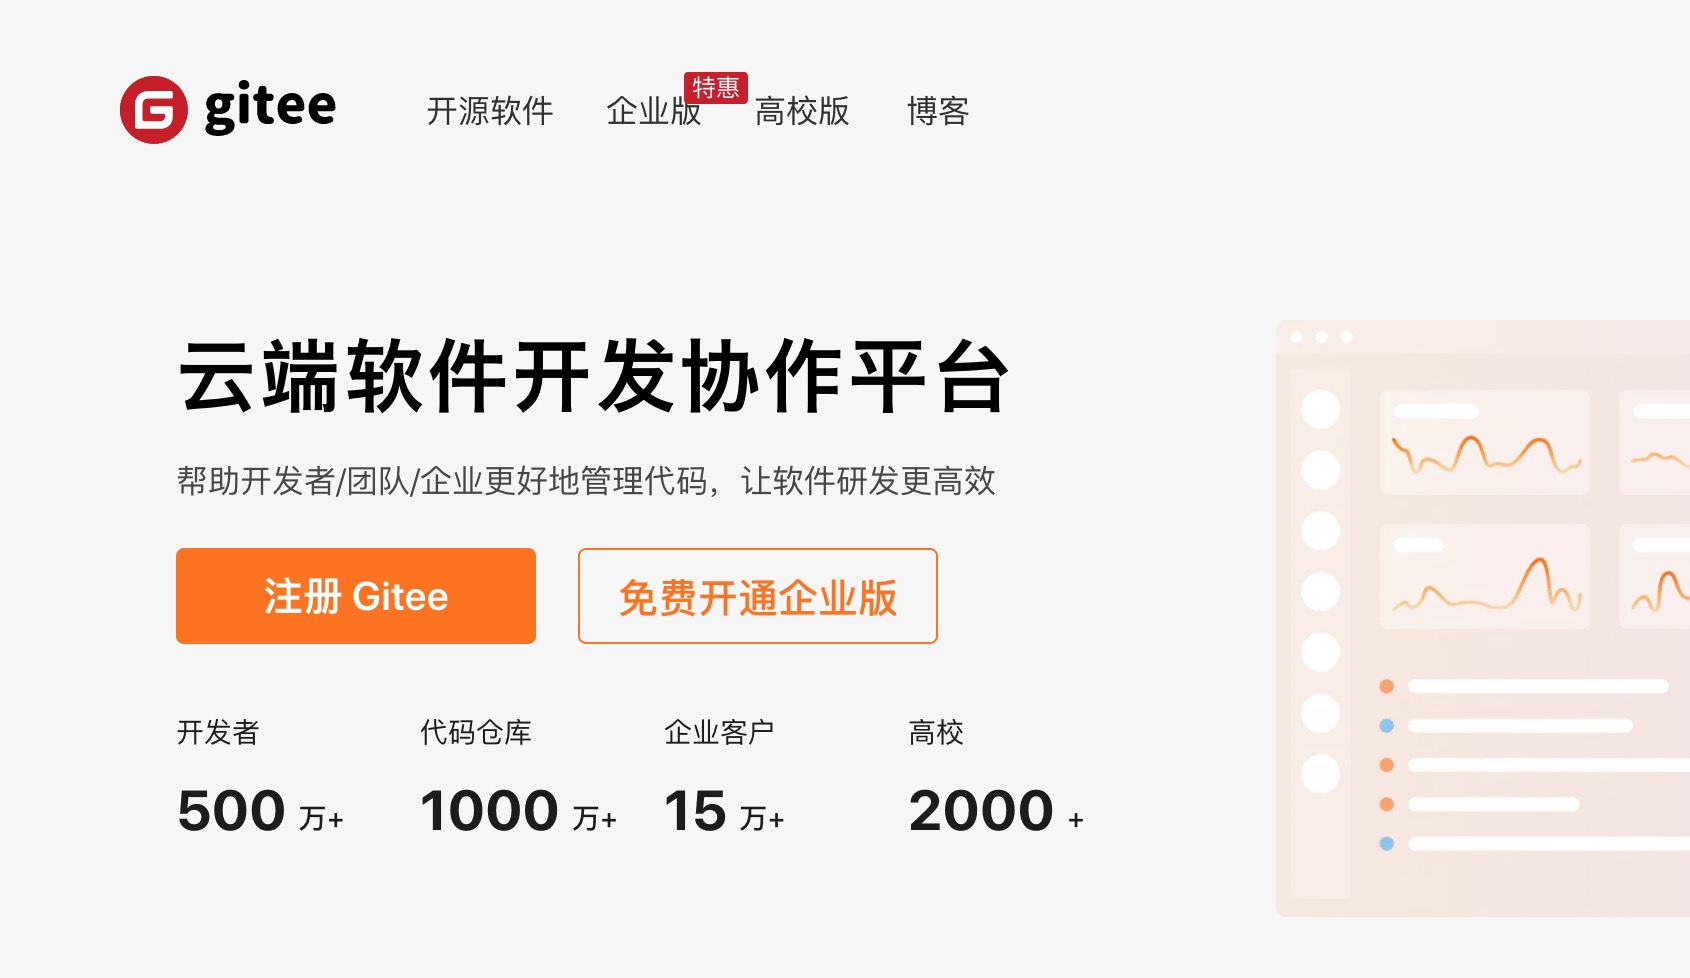 gitee 开源软件 企业版 特惠 高校版 博客
云端软件开发协作平台
帮助开发者/团队/企业更好地管理代码，让软件研发更高效
注册 Gitee 免费开通企业版
开发者 代码仓库 企业客户 高校
500 万+ 1000 万+ 15 万+ 2000 +